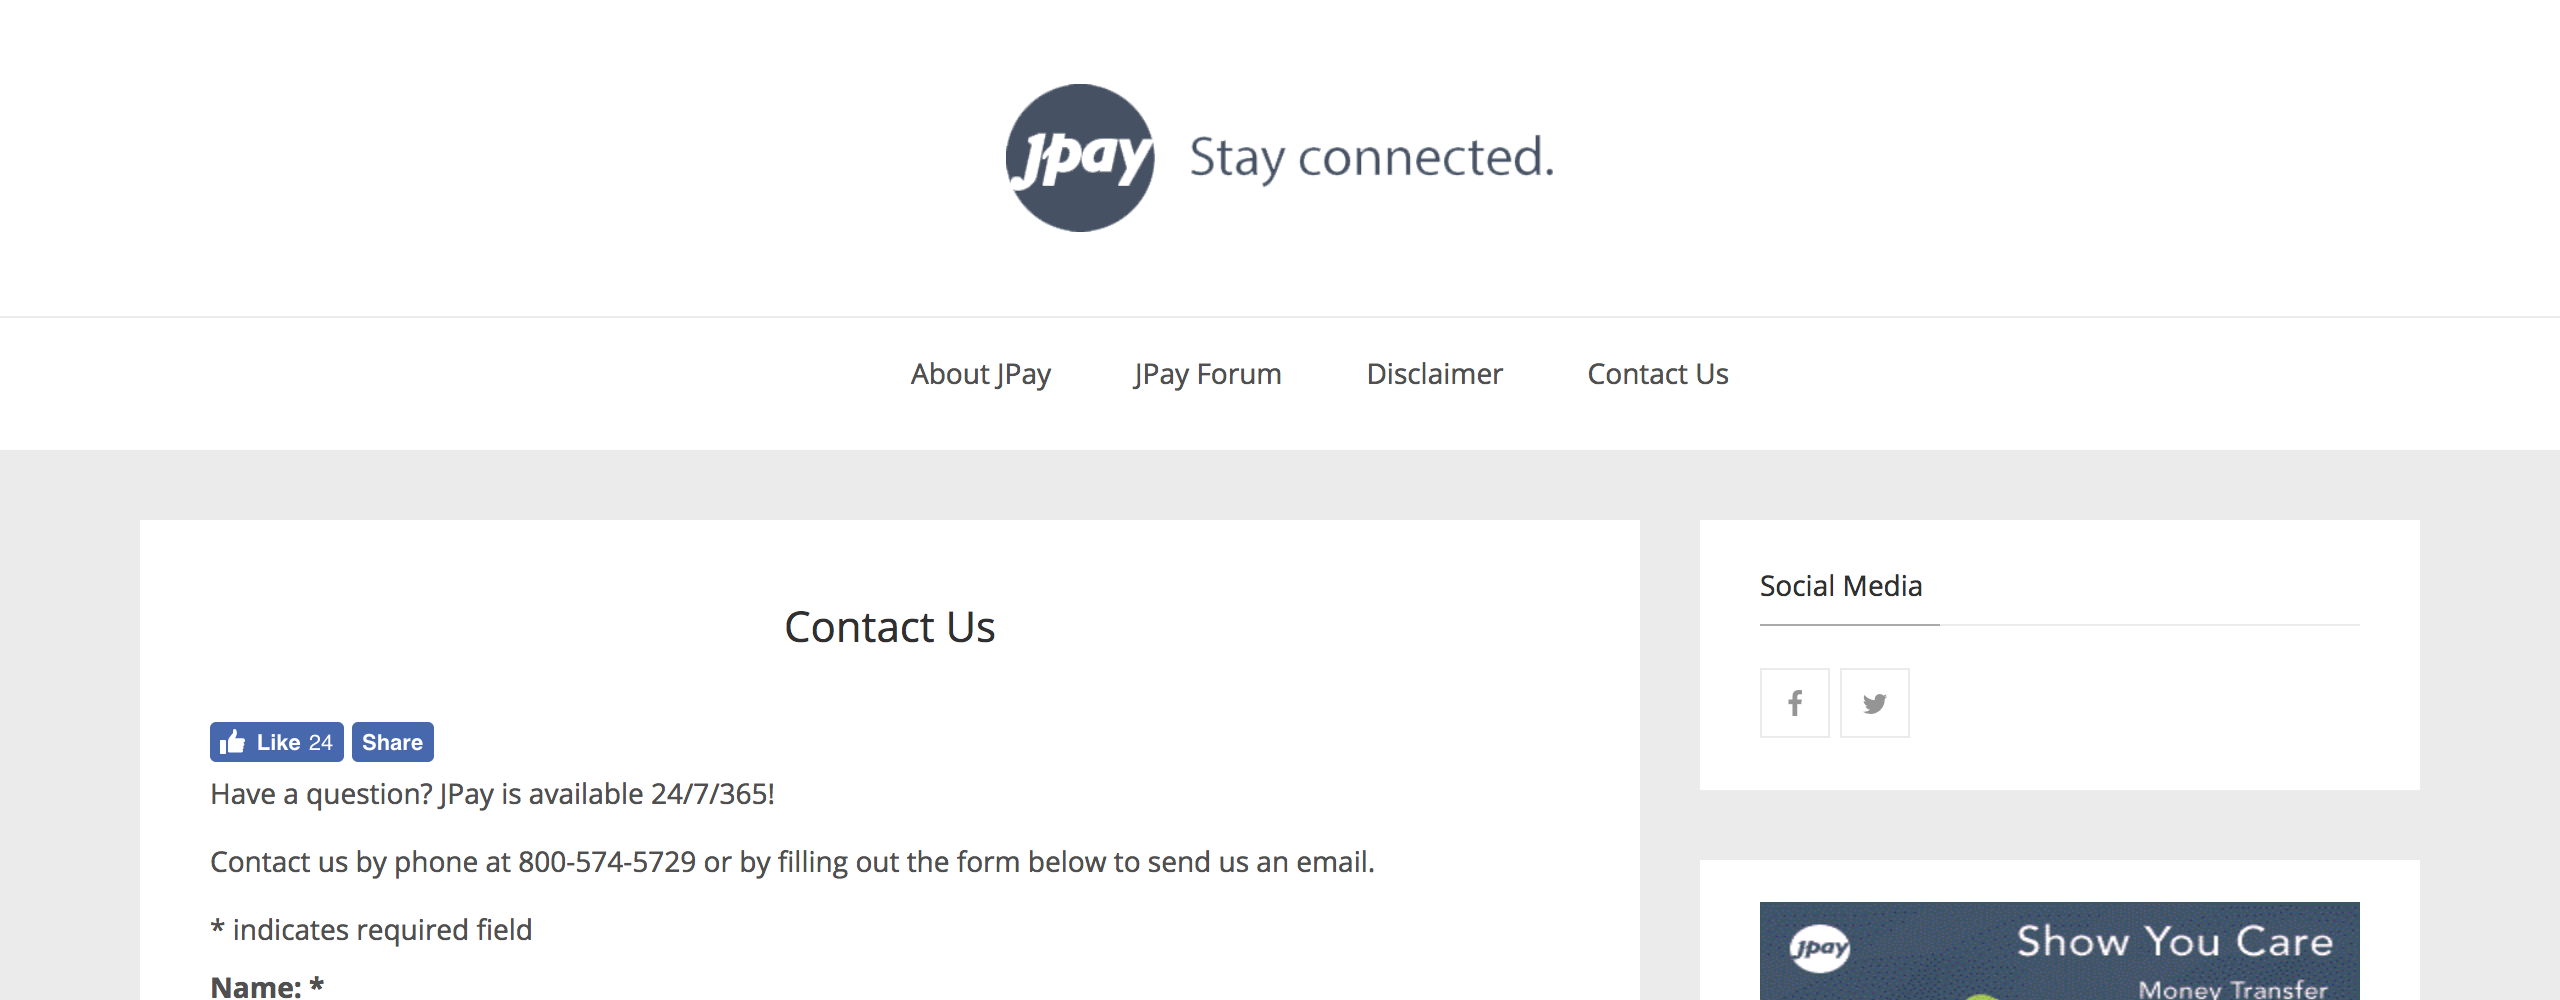 Jpay Stay connected.
About JPay JPay Forum Disclaimer Contact Us
Contact Us
Like 24 Share
Have a question? JPay is available 24/7/365!
Contact us by phone at 800-574-5729 or by filling out the form below to send us an email.
* indicates required field
Name: *
Social Media
Jpay Show You Care
Money Transfer